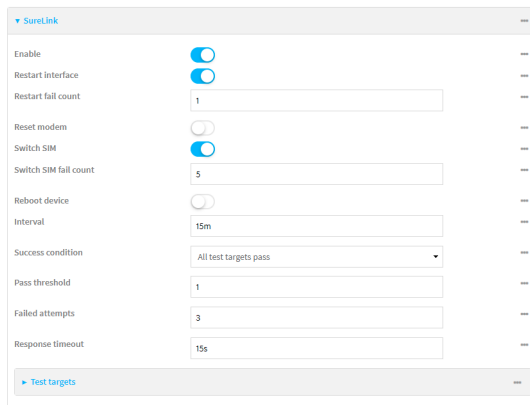 SureLink
Enable
Restart interface
Restart fail count
1
Reset modem
Switch SIM
Switch SIM fail count
5
Reboot device
Interval
15m
Success condition
All test targets pass
Pass threshold
1
Failed attempts
3
Response timeout
15s
Test targets